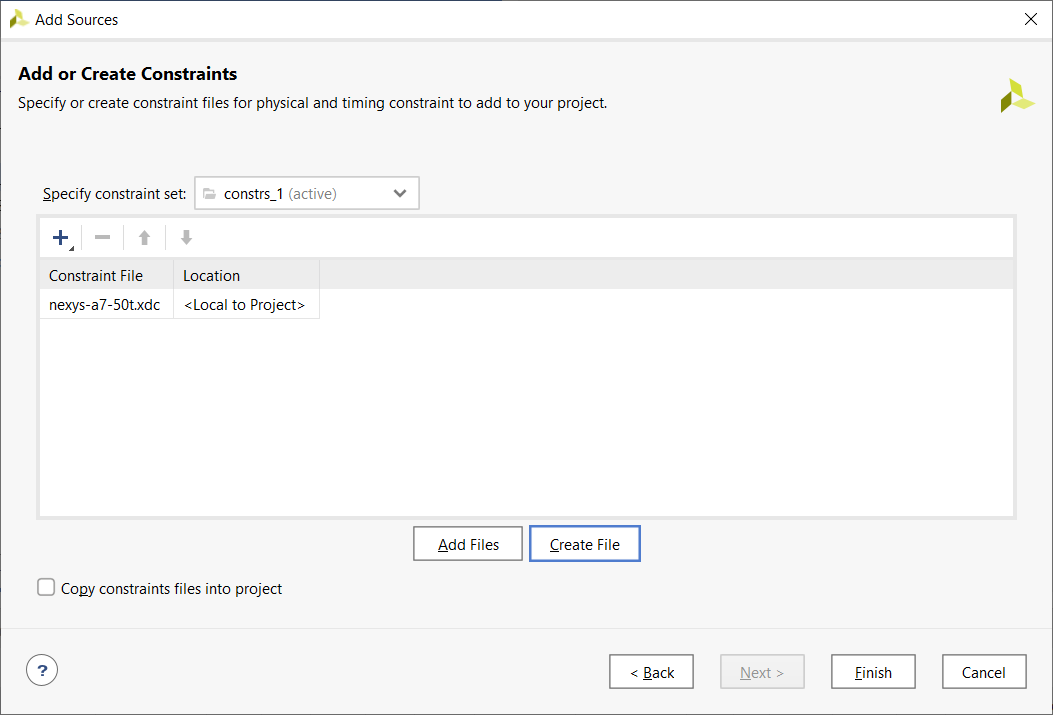 Add Sources
Add or Create Constraints
Specify or create constraint files for physical and timing constraint to add to your project.
Specify constraint set: constrs_1 (active)
Constraint File Location
nexys-a7-50t.xdc <Local to Project>
Add Files Create File
Copy constraints files into project
? < Back Next > Finish Cancel